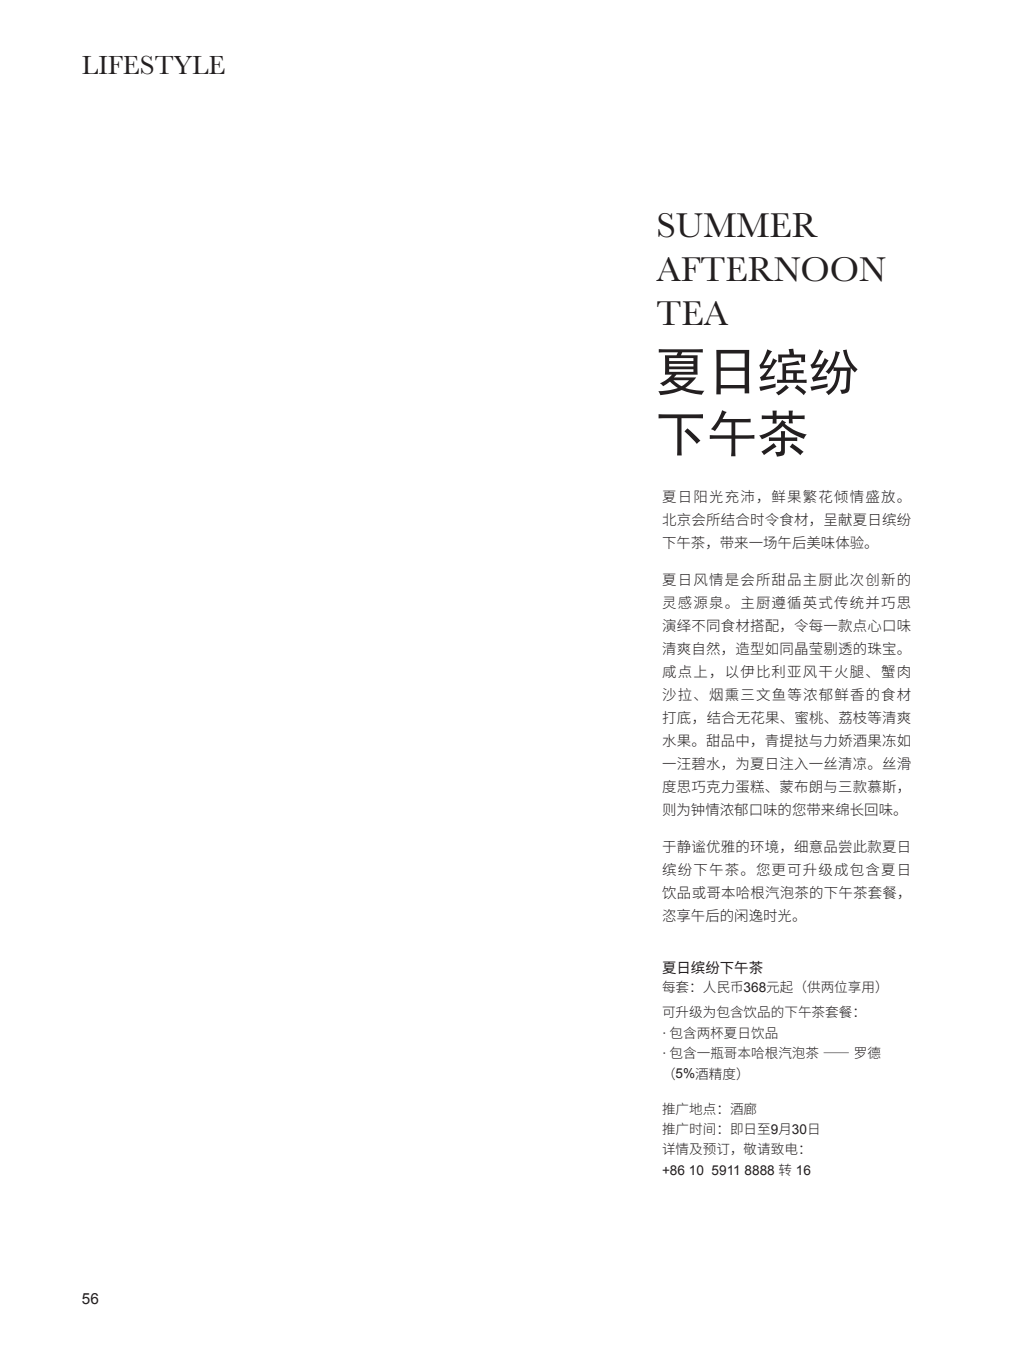 LIFESTYLE
SUMMER
AFTERNOON
TEA
夏日缤纷
下午茶
夏日阳光充沛，鲜果繁花倾情盛放。
北京会所结合时令食材，呈献夏日缤纷
下午茶，带来一场午后美味体验。
夏日风情是会所甜品主厨此次创新的
灵感源泉。主厨遵循英式传统并巧思
演绎不同食材搭配，令每一款点心口味
清爽自然，造型如同晶莹剔透的珠宝。
咸点上，以伊比利亚风干火腿、蟹肉
沙拉、烟熏三文鱼等浓郁鲜香的食材
打底，结合无花果、蜜桃、荔枝等清爽
水果。甜品中，青提挞与力娇酒果冻如
一汪碧水，为夏日注入一丝清凉。丝滑
度思巧克力蛋糕、蒙布朗与三款慕斯，
则为钟情浓郁口味的您带来绵长回味。
于静谧优雅的环境，细意品尝此款夏日
缤纷下午茶。您更可升级成包含夏日
饮品或哥本哈根汽泡茶的下午茶套餐，
恣享午后的闲逸时光。
夏日缤纷下午茶
每套：人民币368元起（供两位享用）
可升级为包含饮品的下午茶套餐：
· 包含两杯夏日饮品
· 包含一瓶哥本哈根汽泡茶 —— 罗德
（5%酒精度）
推广地点：酒廊
推广时间：即日至9月30日
详情及预订，敬请致电：
+86 10 5911 8888 转 16
56